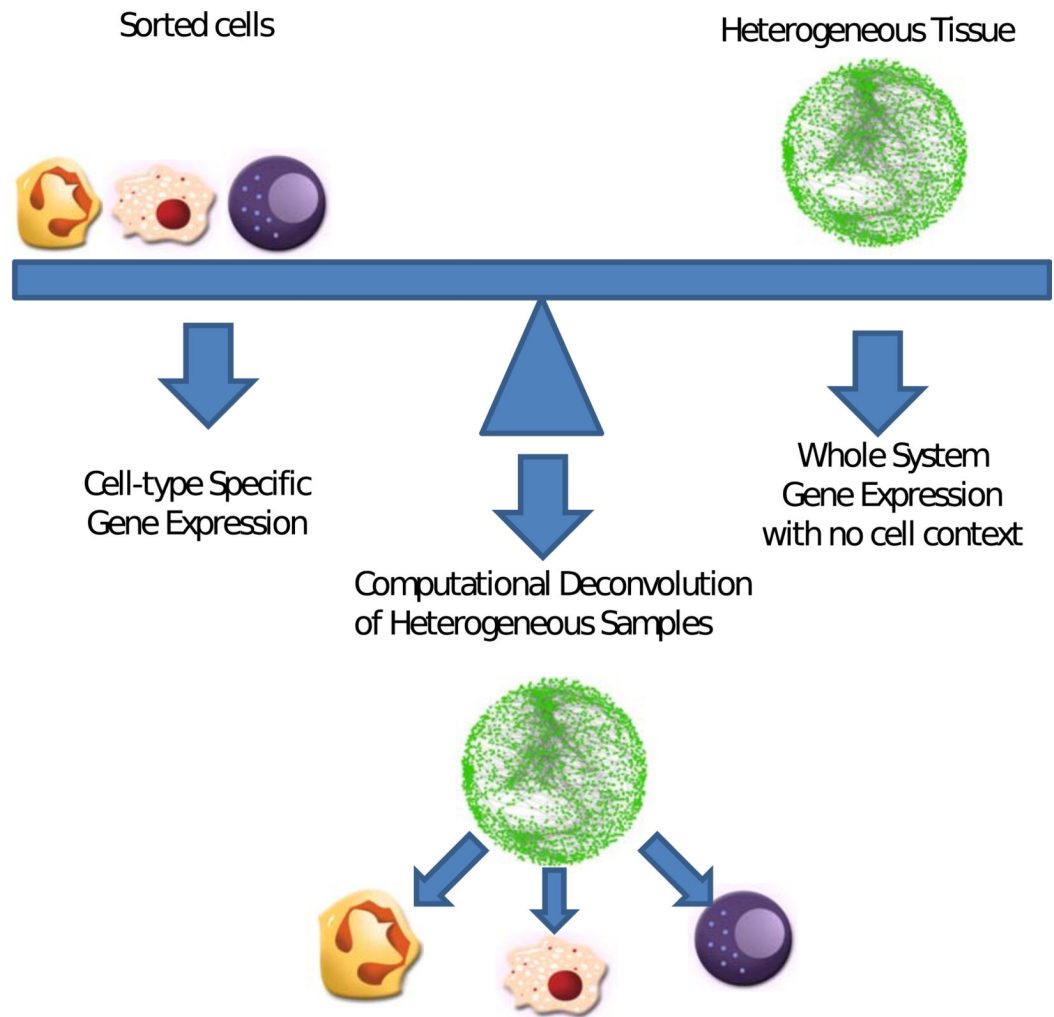 Sorted cells
Heterogeneous Tissue
Cell-type Specific
Gene Expression
Whole System
Gene Expression
with no cell context
Computational Deconvolution
of Heterogeneous Samples